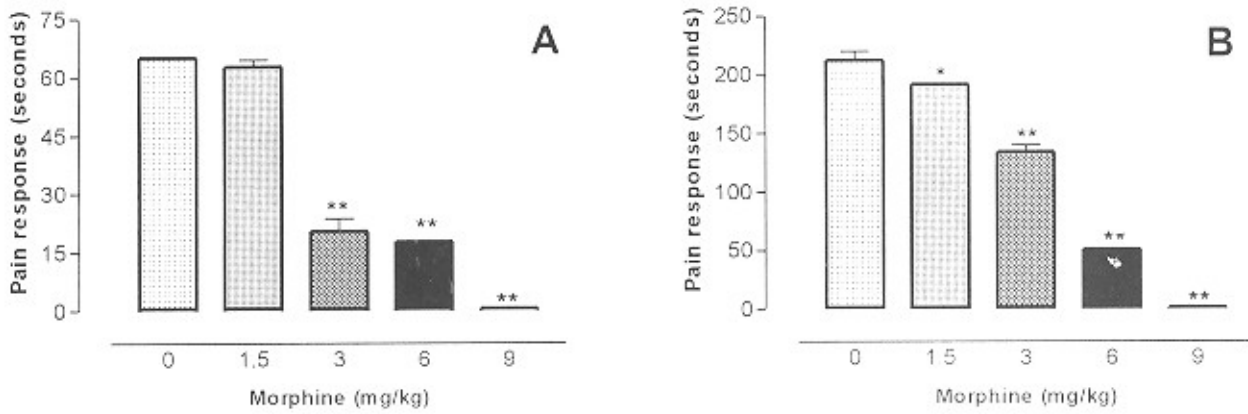 A
Pain response (seconds)
75
60
45
30
15
0
**
**
**
0 1.5 3 6 9
Morphine (mg/kg)
B
Pain response (seconds)
250
200
150
100
50
0
*
**
**
**
0 1 5 3 6 9
Morphine (mg/kg)